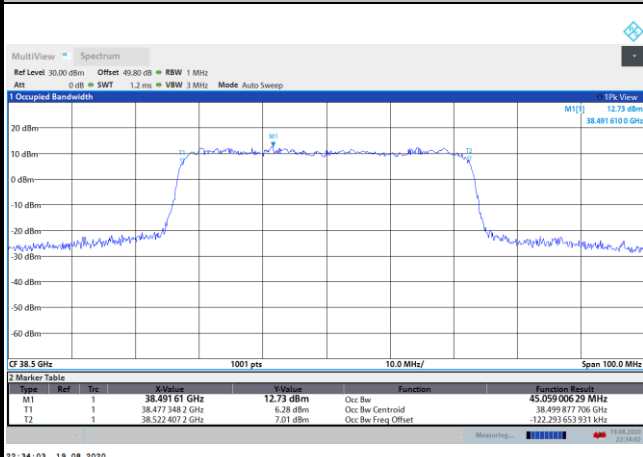 MultiView Spectrum
Ref Level 30.00 dBm Offset 49.80 dB RBW 1 MHz
Att 0 dB SWT 1.2 ms VBW 3 MHz Mode Auto Sweep
1 Occupied Bandwidth 1Pk View
M1[1] 12.73 dBm
38.491 610 0 GHz
20 dBm
M1
10 dBm T1 T2
0 dBm
-10 dBm
-20 dBm
-30 dBm
-40 dBm
-50 dBm
-60 dBm
CF 38.5 GHz 1001 pts 10.0 MHz/ Span 100.0 MHz
2 Marker Table
Type Ref Trc X-Value Y-Value Function Function Result
M1 1 38.491 61 GHz 12.73 dBm Occ Bw 45.059 006 29 MHz
T1 1 38.477 348 2 GHz 6.28 dBm Occ Bw Centroid 38.499 877 706 GHz
T2 1 38.522 407 2 GHz 7.01 dBm Occ Bw Freq Offset -122.293 653 931 kHz
Measuring... 19.08.2020
22:34:02
22:34:03 19.08.2020